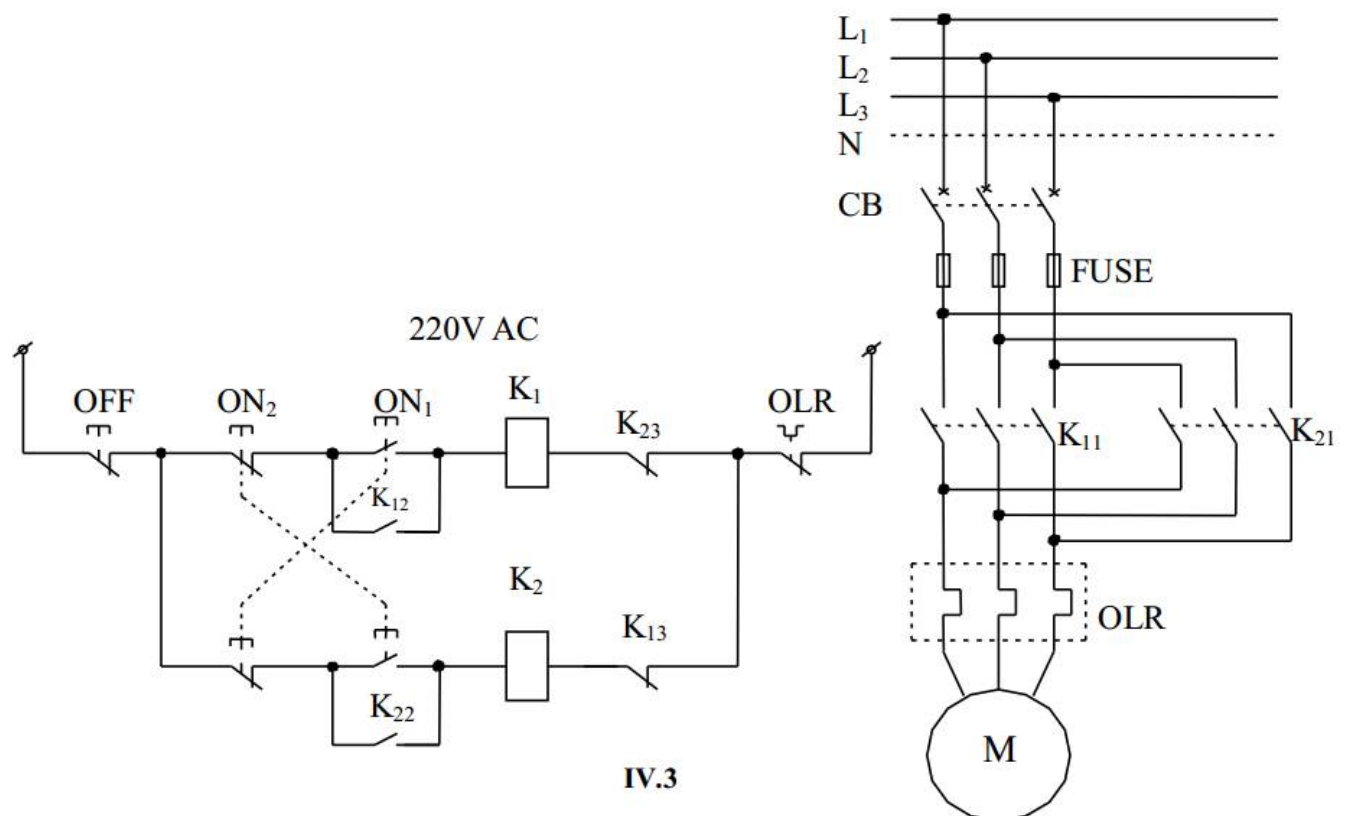 L₁
L₂
L₃
N
CB
FUSE
220V AC
OFF ON₂ ON₁ K₁ K₂₃ OLR
K₁₁ K₂₁
K₁₂
K₂ K₁₃
OLR
K₂₂
M
IV.3